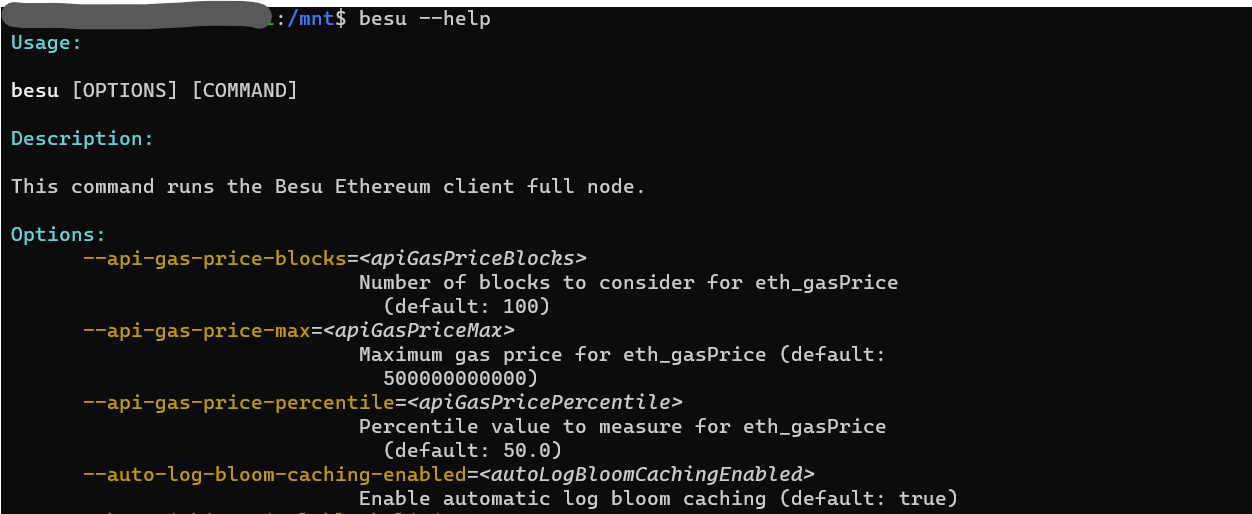 :/mnt$ besu --help
Usage:
besu [OPTIONS] [COMMAND]
Description:
This command runs the Besu Ethereum client full node.
Options:
--api-gas-price-blocks=<apiGasPriceBlocks>
Number of blocks to consider for eth_gasPrice
(default: 100)
--api-gas-price-max=<apiGasPriceMax>
Maximum gas price for eth_gasPrice (default:
500000000000)
--api-gas-price-percentile=<apiGasPricePercentile>
Percentile value to measure for eth_gasPrice
(default: 50.0)
--auto-log-bloom-caching-enabled=<autoLogBloomCachingEnabled>
Enable automatic log bloom caching (default: true)